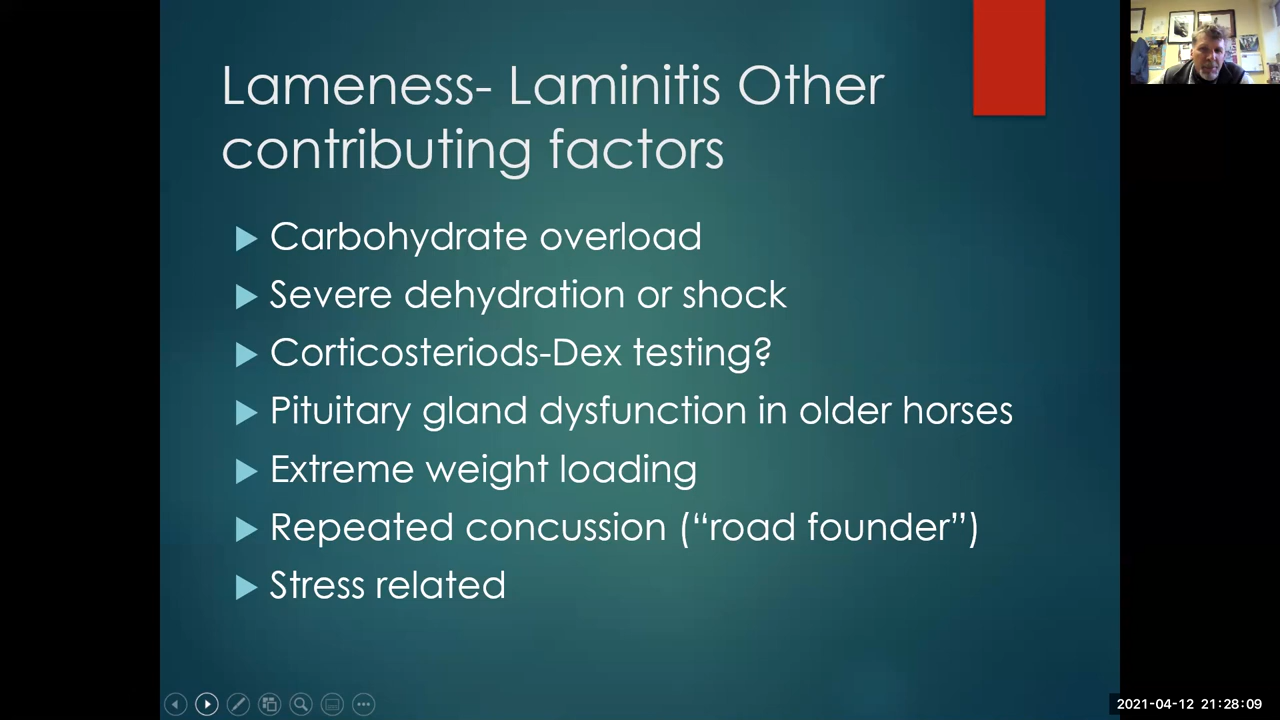 Lameness- Laminitis Other
contributing factors
Carbohydrate overload
Severe dehydration or shock
Corticosteriods-Dex testing?
Pituitary gland dysfunction in older horses
Extreme weight loading
Repeated concussion (“road founder”)
Stress related
2021-04-12 21:28:09